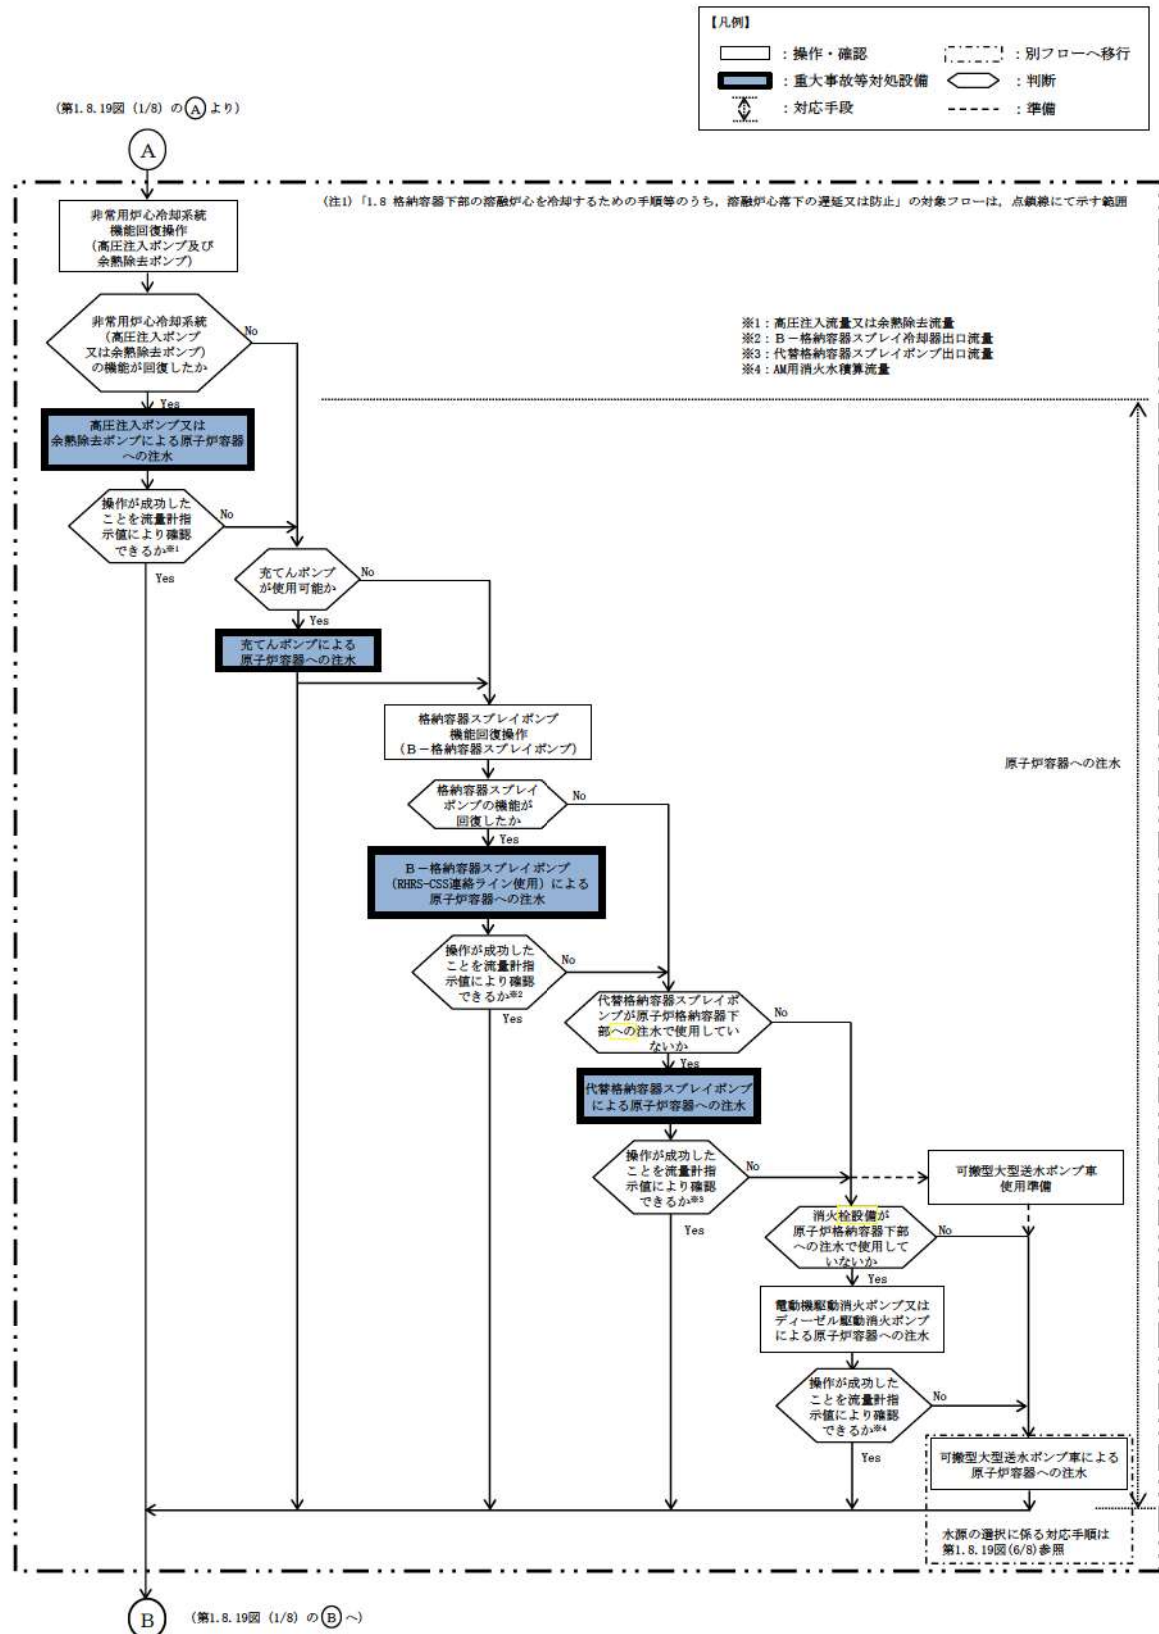 【凡例】
：操作・確認
：別フローへ移行
：重大事故等対処設備
：判断
：対応手段
：準備
(第1.8.19図 (1/8) の A より)
A
(注1)「1.8 格納容器下部の溶融炉心を冷却するための手順等のうち，溶融炉心落下の遅延又は防止」の対象フローは，点鎖線にて示す範囲
非常用炉心冷却系統
機能回復操作
（高圧注入ポンプ及び
余熱除去ポンプ）
※1：高圧注入流量又は余熱除去流量
※2：B－格納容器スプレイ冷却器出口流量
※3：代替格納容器スプレイポンプ出口流量
※4：AM用消火水積算流量
非常用炉心冷却系統
（高圧注入ポンプ
又は余熱除去ポンプ）
の機能が回復したか
No
Yes
高圧注入ポンプ又は
余熱除去ポンプによる原子炉容器
への注水
操作が成功した
ことを流量計指
示値により確認
できるか※1
No
Yes
充てんポンプ
が使用可能か
No
Yes
充てんポンプによる
原子炉容器への注水
格納容器スプレイポンプ
機能回復操作
（B－格納容器スプレイポンプ）
原子炉容器への注水
格納容器スプレイ
ポンプの機能が
回復したか
No
Yes
B－格納容器スプレイポンプ
（RHRS-CSS連絡ライン使用）による
原子炉容器への注水
操作が成功した
ことを流量計指
示値により確認
できるか※2
No
Yes
代替格納容器スプレイポ
ンプが原子炉格納容器下
部への注水で使用してい
ないか
No
Yes
代替格納容器スプレイポンプ
による原子炉容器への注水
操作が成功した
ことを流量計指
示値により確認
できるか※3
No
Yes
可搬型大型送水ポンプ車
使用準備
消火栓設備が
原子炉格納容器下部
への注水で使用して
いないか
No
Yes
電動機駆動消火ポンプ又は
ディーゼル駆動消火ポンプ
による原子炉容器への注水
操作が成功した
ことを流量計指
示値により確認
できるか※4
No
Yes
可搬型大型送水ポンプ車による
原子炉容器への注水
水源の選択に係る対応手順は
第1.8.19図(6/8)参照
B
(第1.8.19図 (1/8) の B へ)